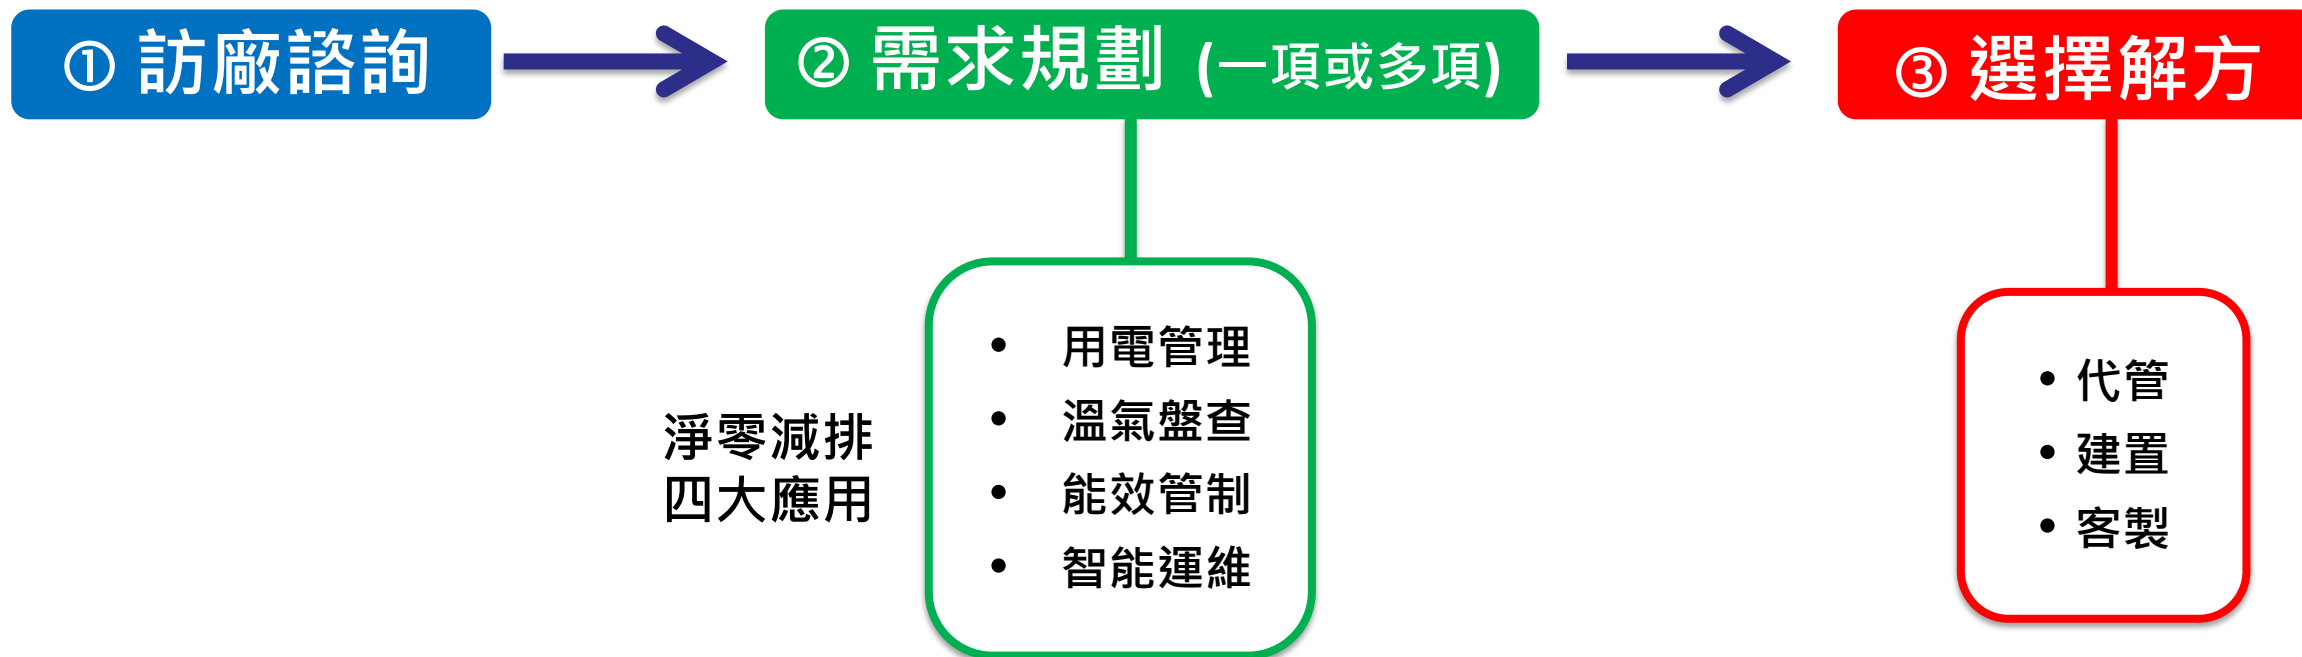 ① 訪廠諮詢
② 需求規劃 (一項或多項)
③ 選擇解方
淨零減排
四大應用
• 用電管理
• 溫氣盤查
• 能效管制
• 智能運維
• 代管
• 建置
• 客製